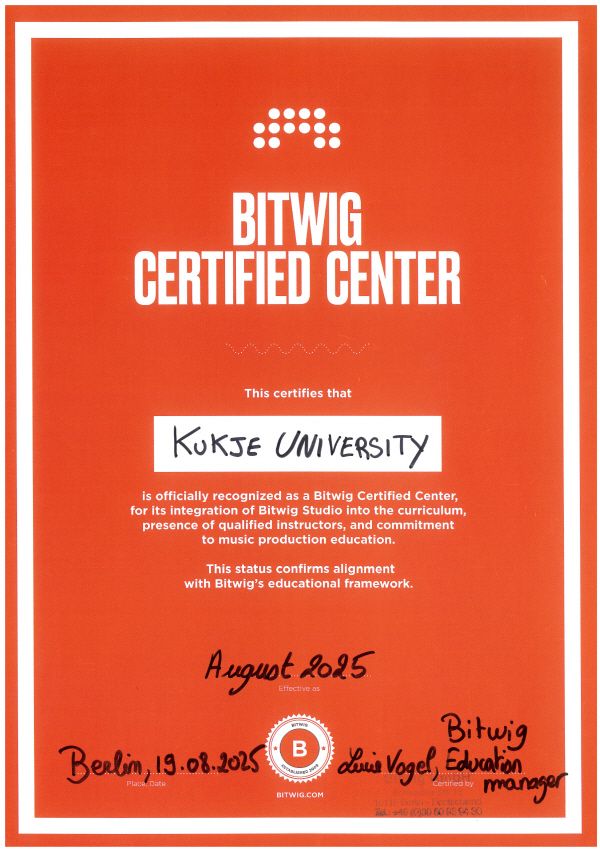 BITWIG
CERTIFIED CENTER
This certifies that
KUKJE UNIVERSITY
is officially recognized as a Bitwig Certified Center,
for its integration of Bitwig Studio into the curriculum,
presence of qualified instructors, and commitment
to music production education.
This status confirms alignment
with Bitwig's educational framework.
August 2025
Effective as
BITWIG
B
ESTABLISHED 2009
Berlin, 19.08.2025
Place, Date
Vogel, Bitwig Education manager
Certified by
BITWIG.COM